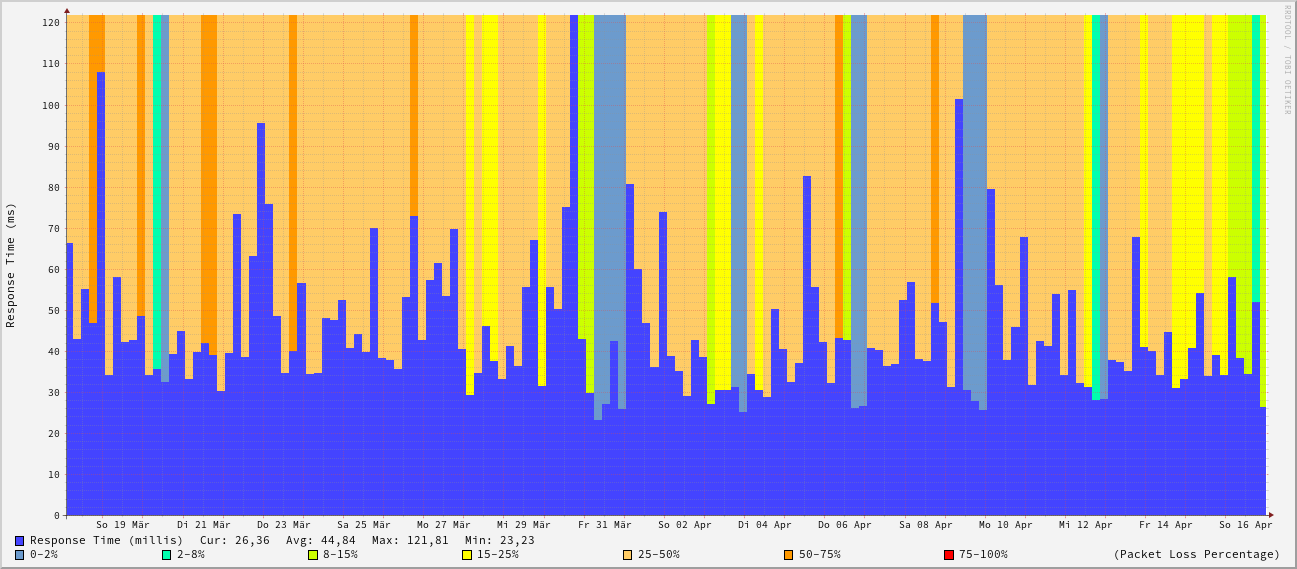 RRDTOOL / TOBI OETIKER
Response Time (ms)
120
110
100
90
80
70
60
50
40
30
20
10
0
So 19 Mär Di 21 Mär Do 23 Mär Sa 25 Mär Mo 27 Mär Mi 29 Mär Fr 31 Mär So 02 Apr Di 04 Apr Do 06 Apr Sa 08 Apr Mo 10 Apr Mi 12 Apr Fr 14 Apr So 16 Apr
Response Time (millis) Cur: 26,36 Avg: 44,84 Max: 121,81 Min: 23,23
0-2% 2-8% 8-15% 15-25% 25-50% 50-75% 75-100% (Packet Loss Percentage)